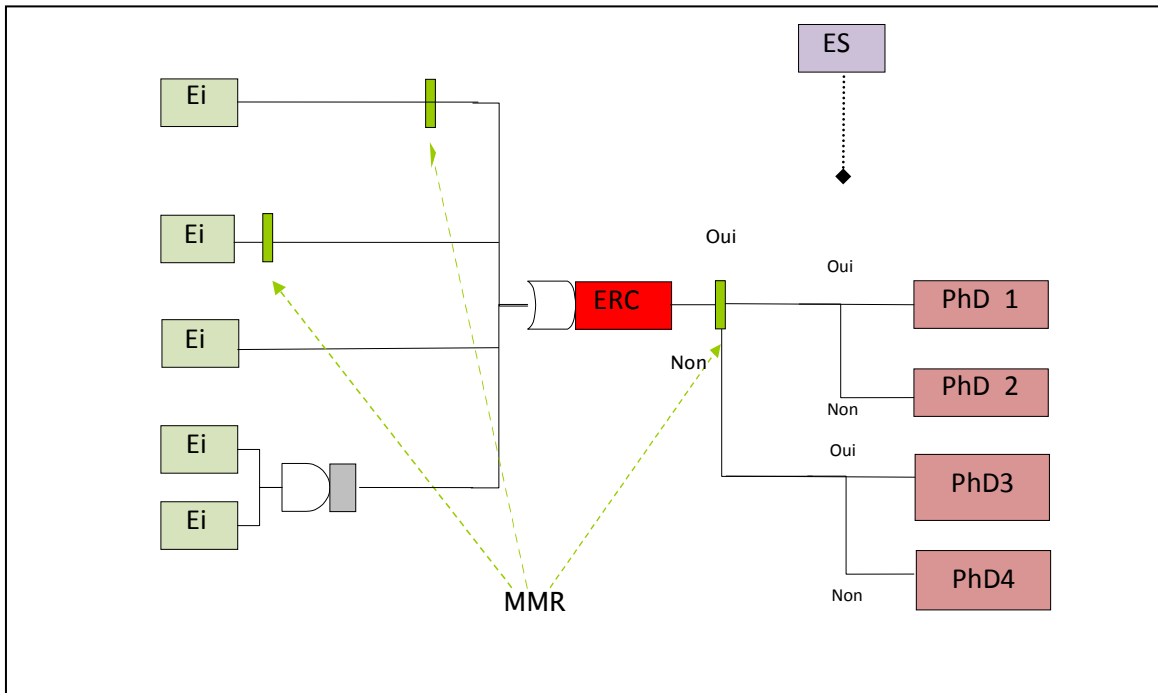 ES
Ei
Ei
Oui
Oui
ERC
PhD 1
Ei
Non
PhD 2
Non
Ei
Oui
PhD3
Ei
PhD4
Non
MMR